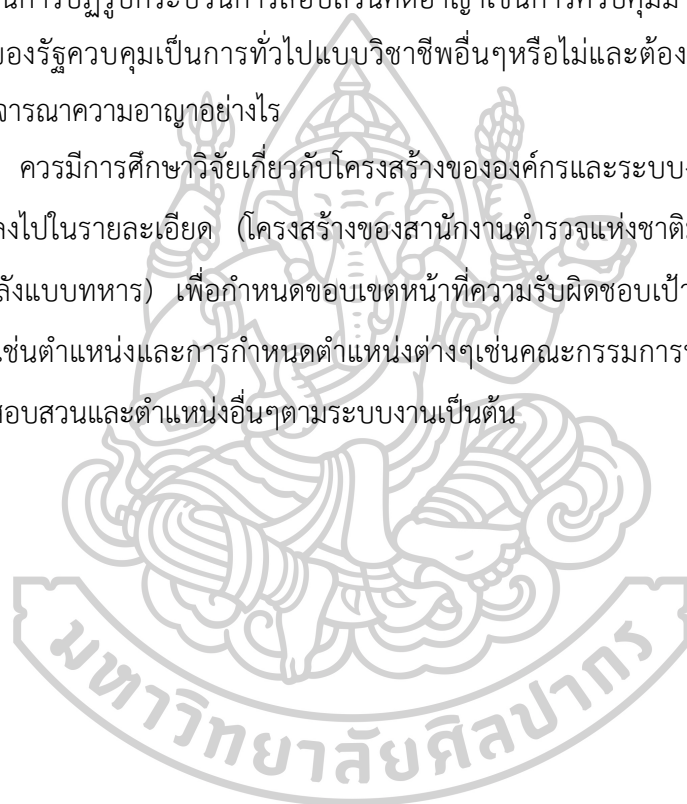 นการปฏิรูปกระบวนการสอบสวนคดีอาญาเช่นการควบคุมม
ของรัฐควบคุมเป็นการทั่วไปแบบวิชาชีพอื่นๆหรือไม่และต้อง
จารณาความอาญาอย่างไร
ควรมีการศึกษาวิจัยเกี่ยวกับโครงสร้างขององค์กรและระบบ
ลงไปในรายละเอียด (โครงสร้างของสานักงานตำรวจแห่งชาติ
ลังแบบทหาร) เพื่อกำหนดขอบเขตหน้าที่ความรับผิดชอบเป้า
เช่นตำแหน่งและการกำหนดตำแหน่งต่างๆเช่นคณะกรรมการ
สอบสวนและตำแหน่งอื่นๆตามระบบงานเป็นต้น
มหาวิทยาลัยศิลปากร